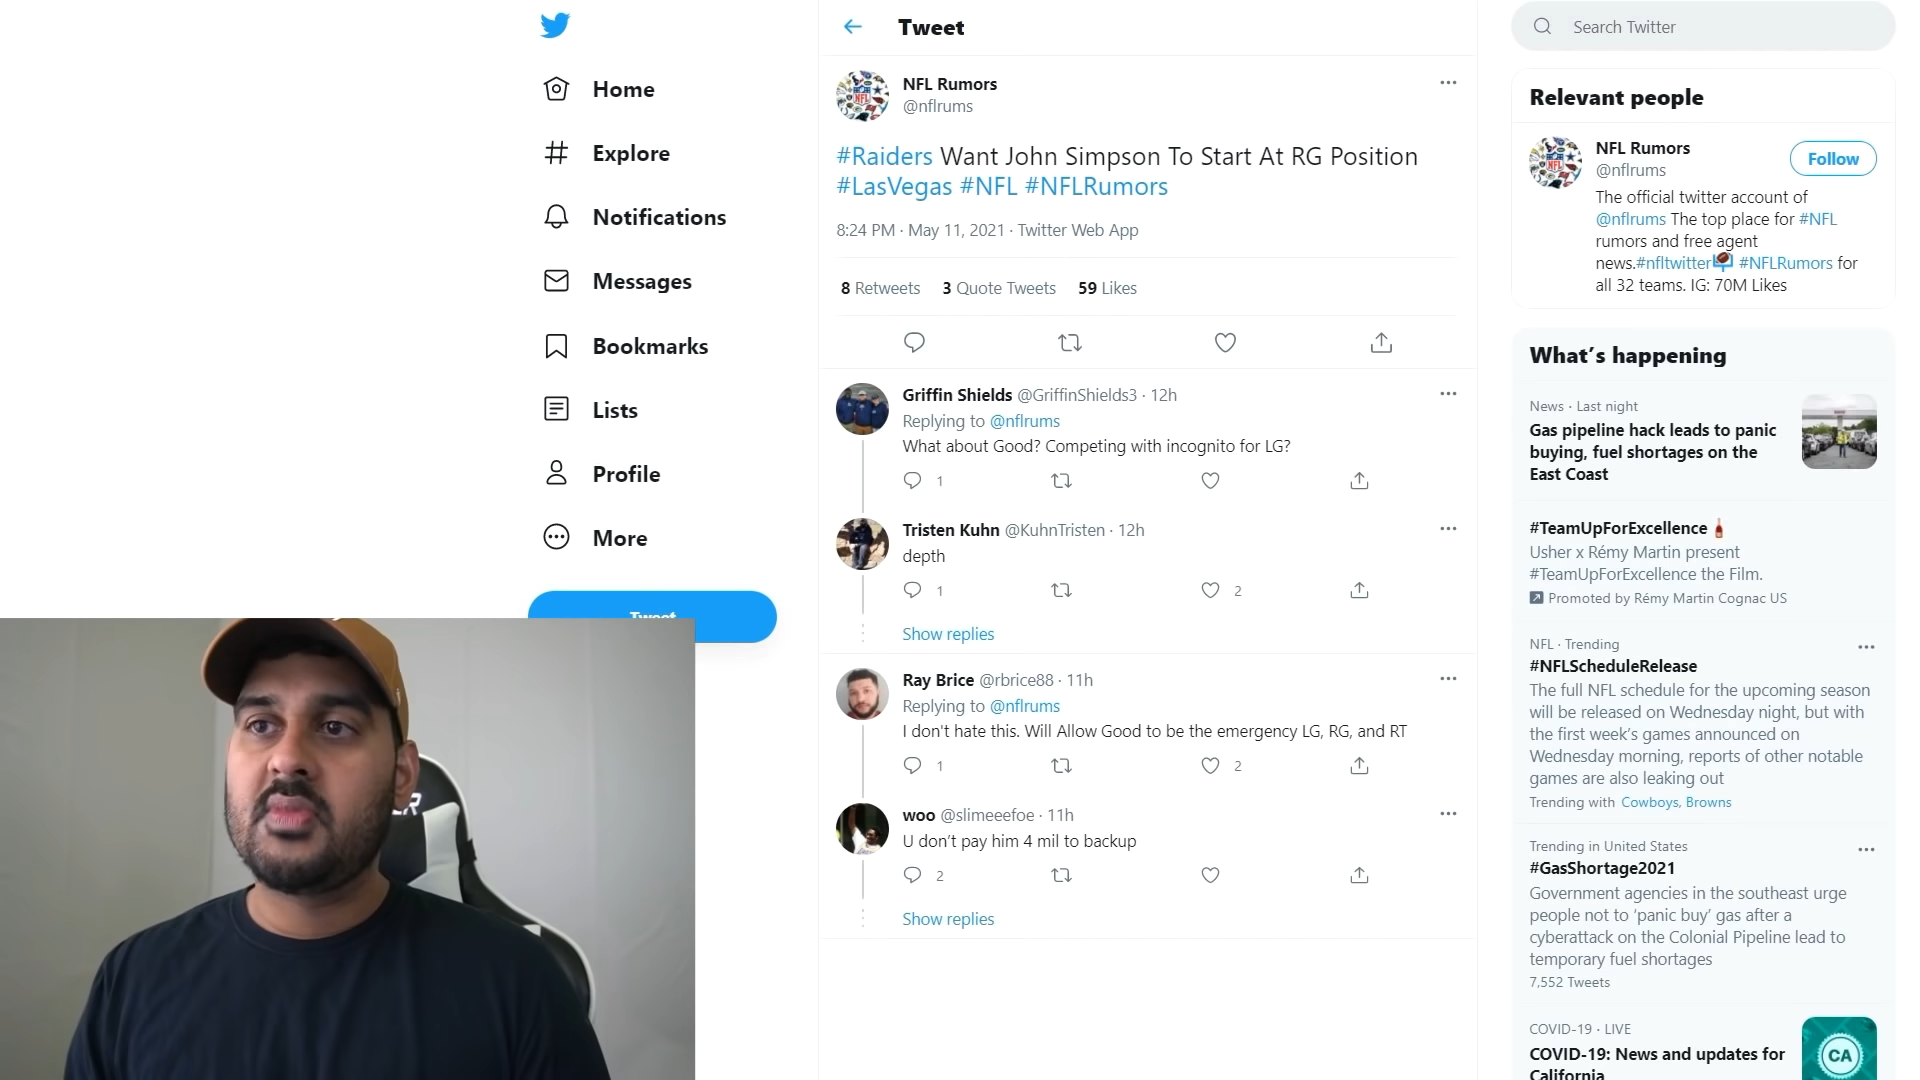 Home
Explore
Notifications
Messages
Bookmarks
Lists
Profile
More
Tweet
Tweet
NFL Rumors
@nflrums
#Raiders Want John Simpson To Start At RG Position
#LasVegas #NFL #NFLRumors
8:24 PM · May 11, 2021 · Twitter Web App
8 Retweets 3 Quote Tweets 59 Likes
Griffin Shields @GriffinShields3 · 12h
Replying to @nflrums
What about Good? Competing with incognito for LG?
1
Tristen Kuhn @KuhnTristen · 12h
depth
1 2
Show replies
Ray Brice @rbrice88 · 11h
Replying to @nflrums
I don't hate this. Will Allow Good to be the emergency LG, RG, and RT
1 2
woo @slimeeefoe · 11h
U don’t pay him 4 mil to backup
2
Show replies
Search Twitter
Relevant people
NFL Rumors
@nflrums
Follow
The official twitter account of
@nflrums The top place for #NFL
rumors and free agent
news.#nfltwitter #NFLRumors for
all 32 teams. IG: 70M Likes
What’s happening
News · Last night
Gas pipeline hack leads to panic
buying, fuel shortages on the
East Coast
#TeamUpForExcellence
Usher x Rémy Martin present
#TeamUpForExcellence the Film.
Promoted by Rémy Martin Cognac US
NFL · Trending
#NFLScheduleRelease
The full NFL schedule for the upcoming season
will be released on Wednesday night, but with
the first week’s games announced on
Wednesday morning, reports of other notable
games are also leaking out
Trending with Cowboys, Browns
Trending in United States
#GasShortage2021
Government agencies in the southeast urge
people not to ‘panic buy’ gas after a
cyberattack on the Colonial Pipeline lead to
temporary fuel shortages
7,552 Tweets
COVID-19 · LIVE
COVID-19: News and updates for
California
CA